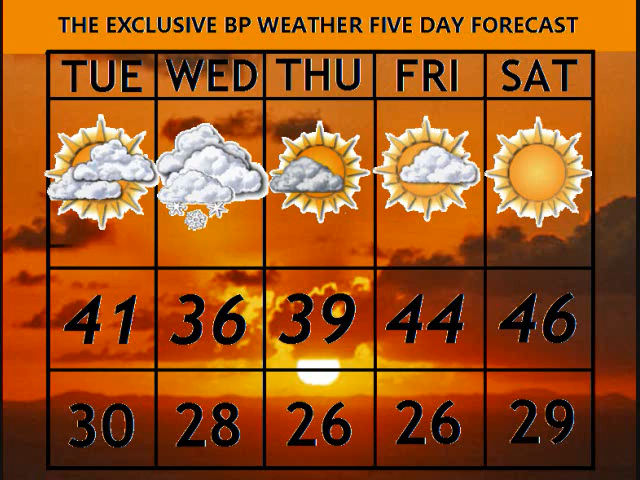 THE EXCLUSIVE BP WEATHER FIVE DAY FORECAST
TUE WED THU FRI SAT
41 36 39 44 46
30 28 26 26 29